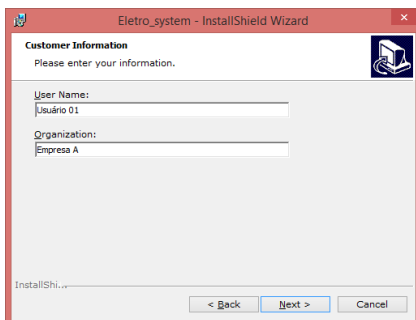 Eletro_system - InstallShield Wizard
Customer Information
Please enter your information.
User Name:
Usuário 01
Organization:
Empresa A
InstallShi...
< Back Next > Cancel